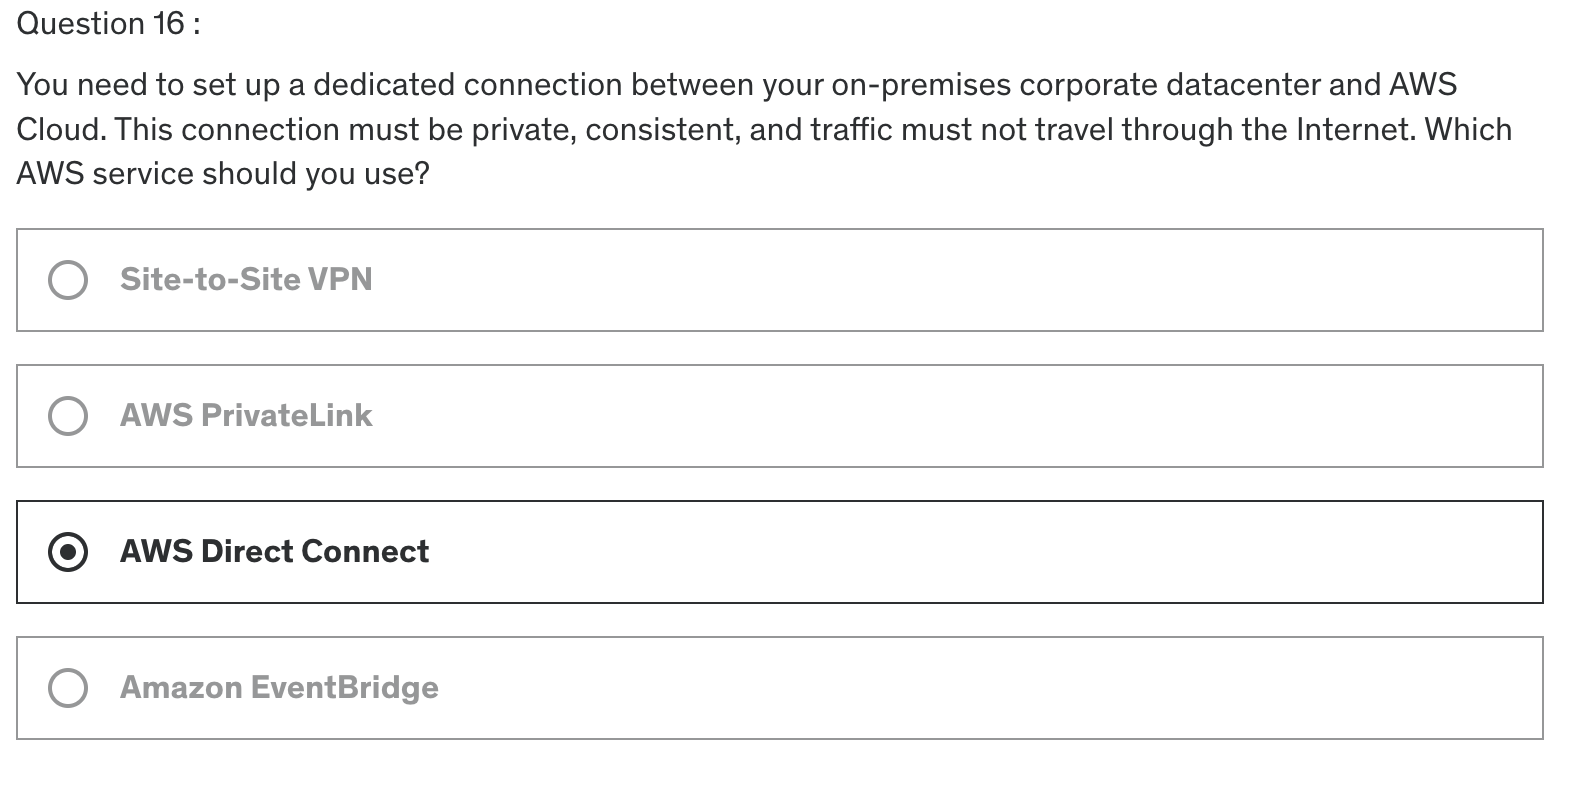 Question 16 :
You need to set up a dedicated connection between your on-premises corporate datacenter and AWS
Cloud. This connection must be private, consistent, and traffic must not travel through the Internet. Which
AWS service should you use?
Site-to-Site VPN
AWS PrivateLink
AWS Direct Connect
Amazon EventBridge